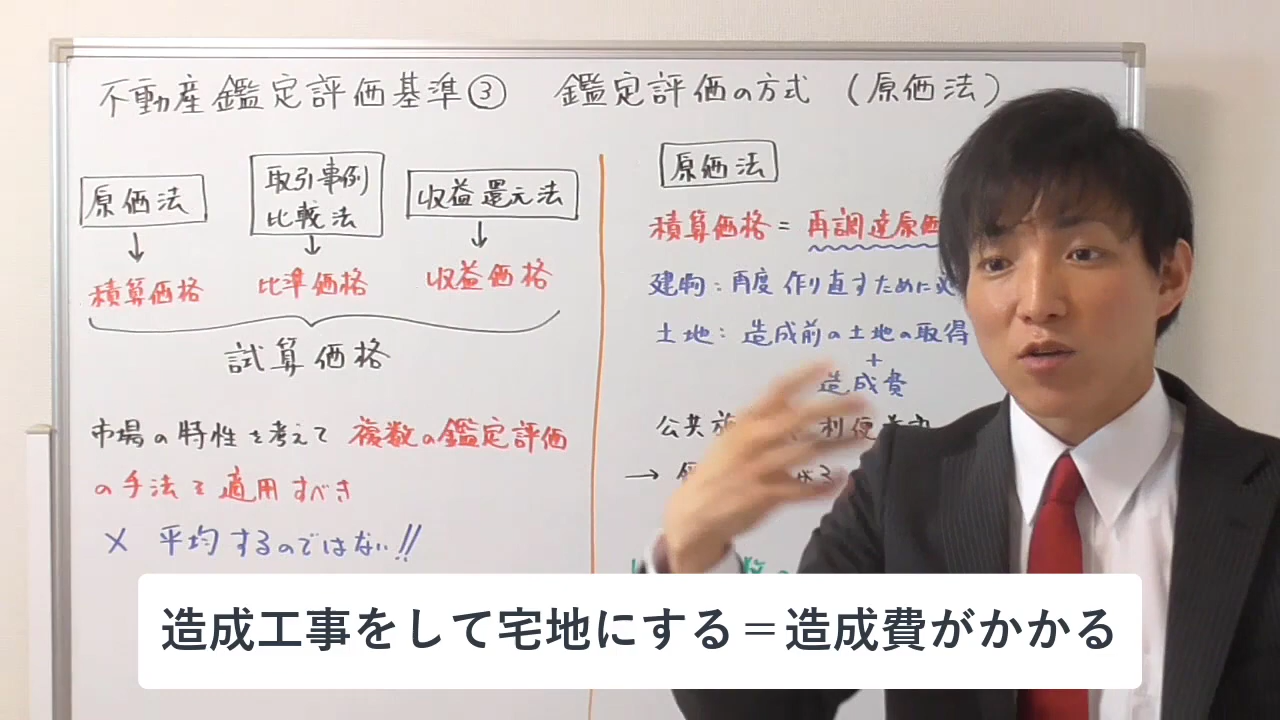 不動産鑑定評価基準③ 鑑定評価の方式 (原価法)
原価法
取引事例
比較法
収益還元法
↓ ↓ ↓
積算価格 比準価格 収益価格
試算価格
市場の特性を考えて 複数の鑑定評価
の手法を適用すべき
× 平均するのではない!!
原価法
積算価格 = 再調達原価
建物:再度作り直すために
土地:造成前の土地の取得
+
造成費
公共 利便
→
造成工事をして宅地にする=造成費がかかる